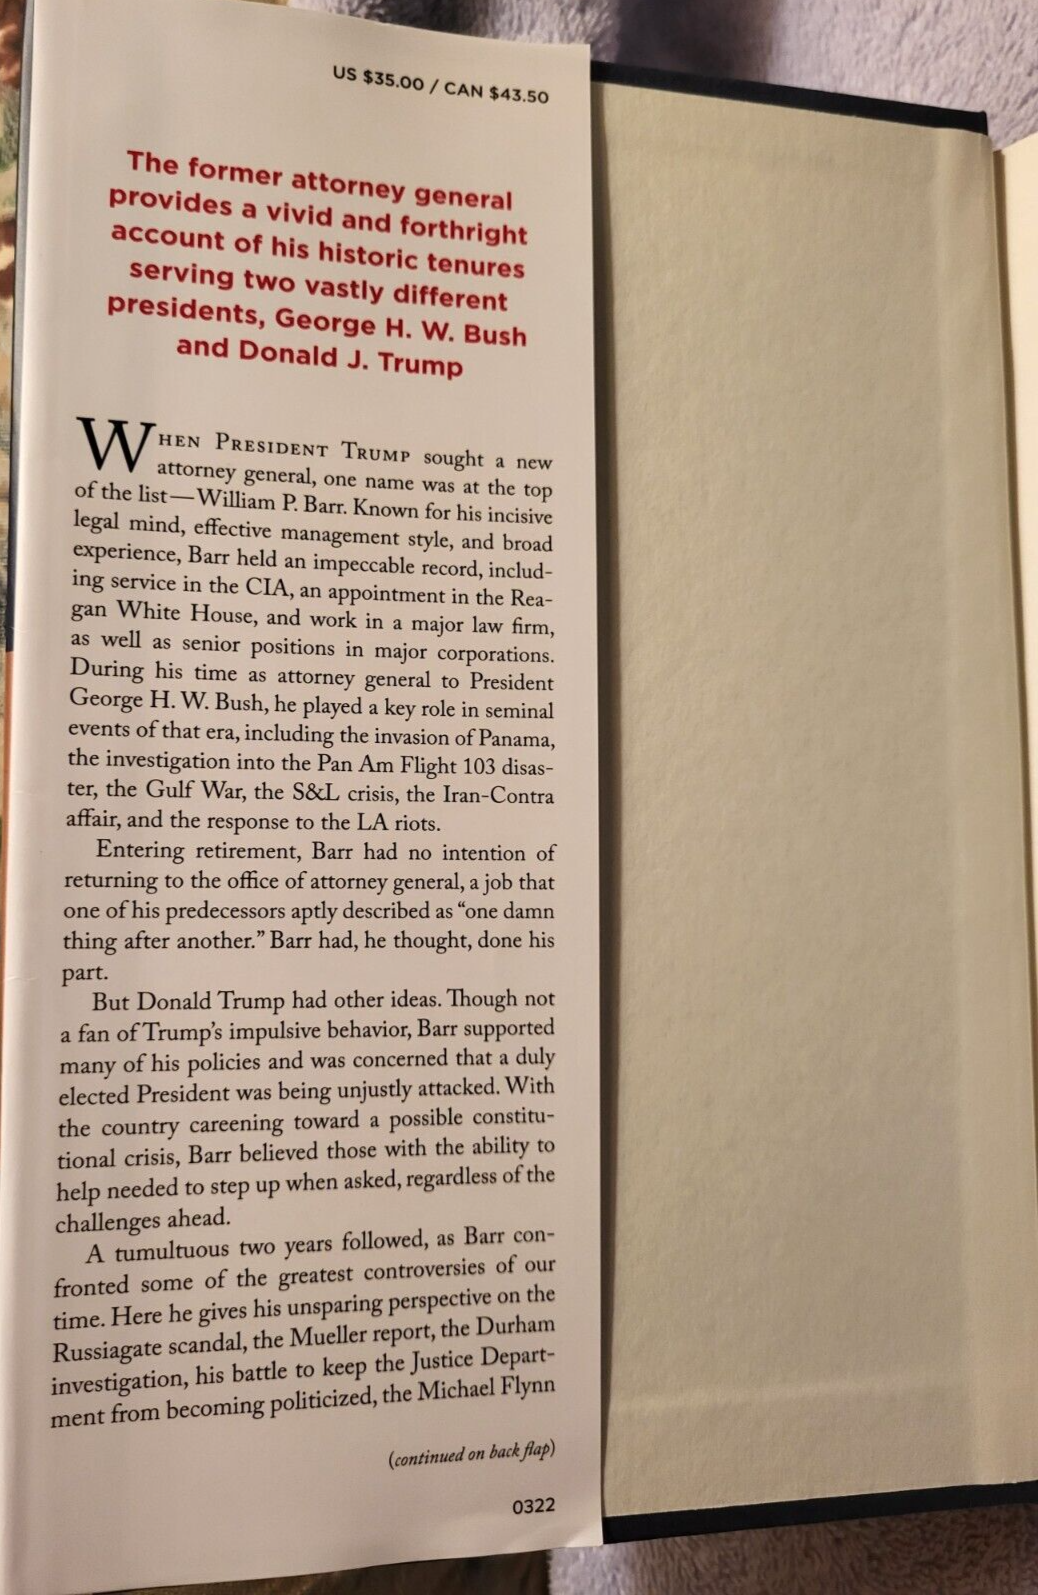 US $35.00 / CAN $43.50
The former attorney general
provides a vivid and forthright
account of his historic tenures
serving two vastly different
presidents, George H. W. Bush
and Donald J. Trump
WHEN PRESIDENT TRUMP sought a new
attorney general, one name was at the top
of the list—William P. Barr. Known for his incisive
legal mind, effective management style, and broad
experience, Barr held an impeccable record, includ-
ing service in the CIA, an appointment in the Rea-
gan White House, and work in a major law firm,
as well as senior positions in major corporations.
During his time as attorney general to President
George H. W. Bush, he played a key role in seminal
events of that era, including the invasion of Panama,
the investigation into the Pan Am Flight 103 disas-
ter, the Gulf War, the S&L crisis, the Iran-Contra
affair, and the response to the LA riots.
Entering retirement, Barr had no intention of
returning to the office of attorney general, a job that
one of his predecessors aptly described as “one damn
thing after another.” Barr had, he thought, done his
part.
But Donald Trump had other ideas. Though not
a fan of Trump’s impulsive behavior, Barr supported
many of his policies and was concerned that a duly
elected President was being unjustly attacked. With
the country careening toward a possible constitu-
tional crisis, Barr believed those with the ability to
help needed to step up when asked, regardless of the
challenges ahead.
A tumultuous two years followed, as Barr con-
fronted some of the greatest controversies of our
time. Here he gives his unsparing perspective on the
Russiagate scandal, the Mueller report, the Durham
investigation, his battle to keep the Justice Depart-
ment from becoming politicized, the Michael Flynn
(continued on back flap)
0322